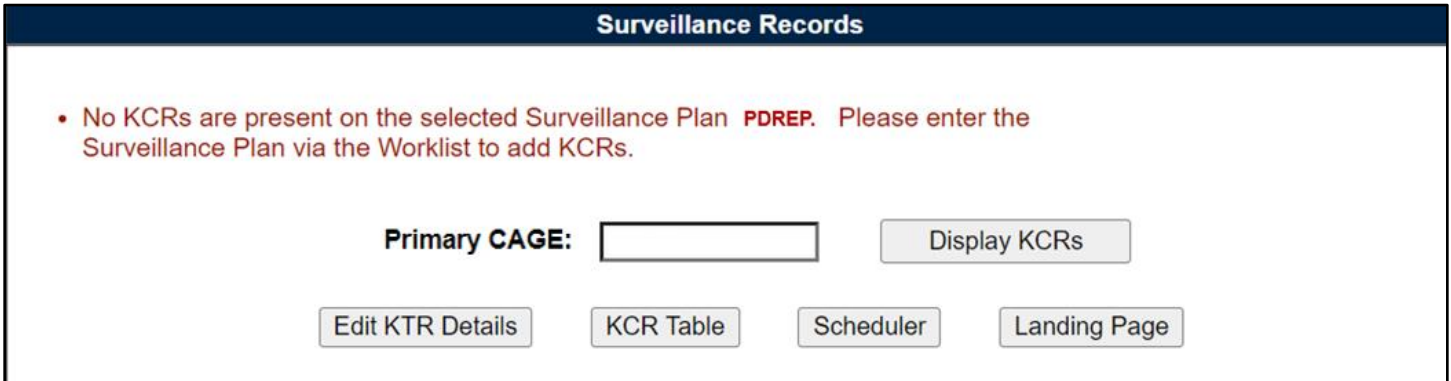 Surveillance Records
• No KCRs are present on the selected Surveillance Plan PDREP. Please enter the
Surveillance Plan via the Worklist to add KCRs.
Primary CAGE: Display KCRs
Edit KTR Details KCR Table Scheduler Landing Page